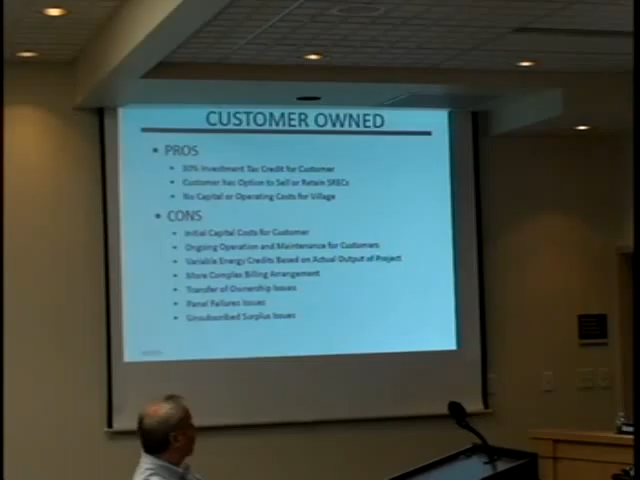 CUSTOMER OWNED
• PROS
• 30% Investment Tax Credit for Customer
• Customer has Option to Sell or Retain SRECs
• No Capital or Operating Costs for Village
• CONS
• Initial Capital Costs for Customer
• Ongoing Operation and Maintenance for Customers
• Variable Energy Credits Based on Actual Output of Project
• More Complex Billing Arrangement
• Transfer of Ownership Issues
• Panel Failures Issues
• Unsubscribed Surplus Issues